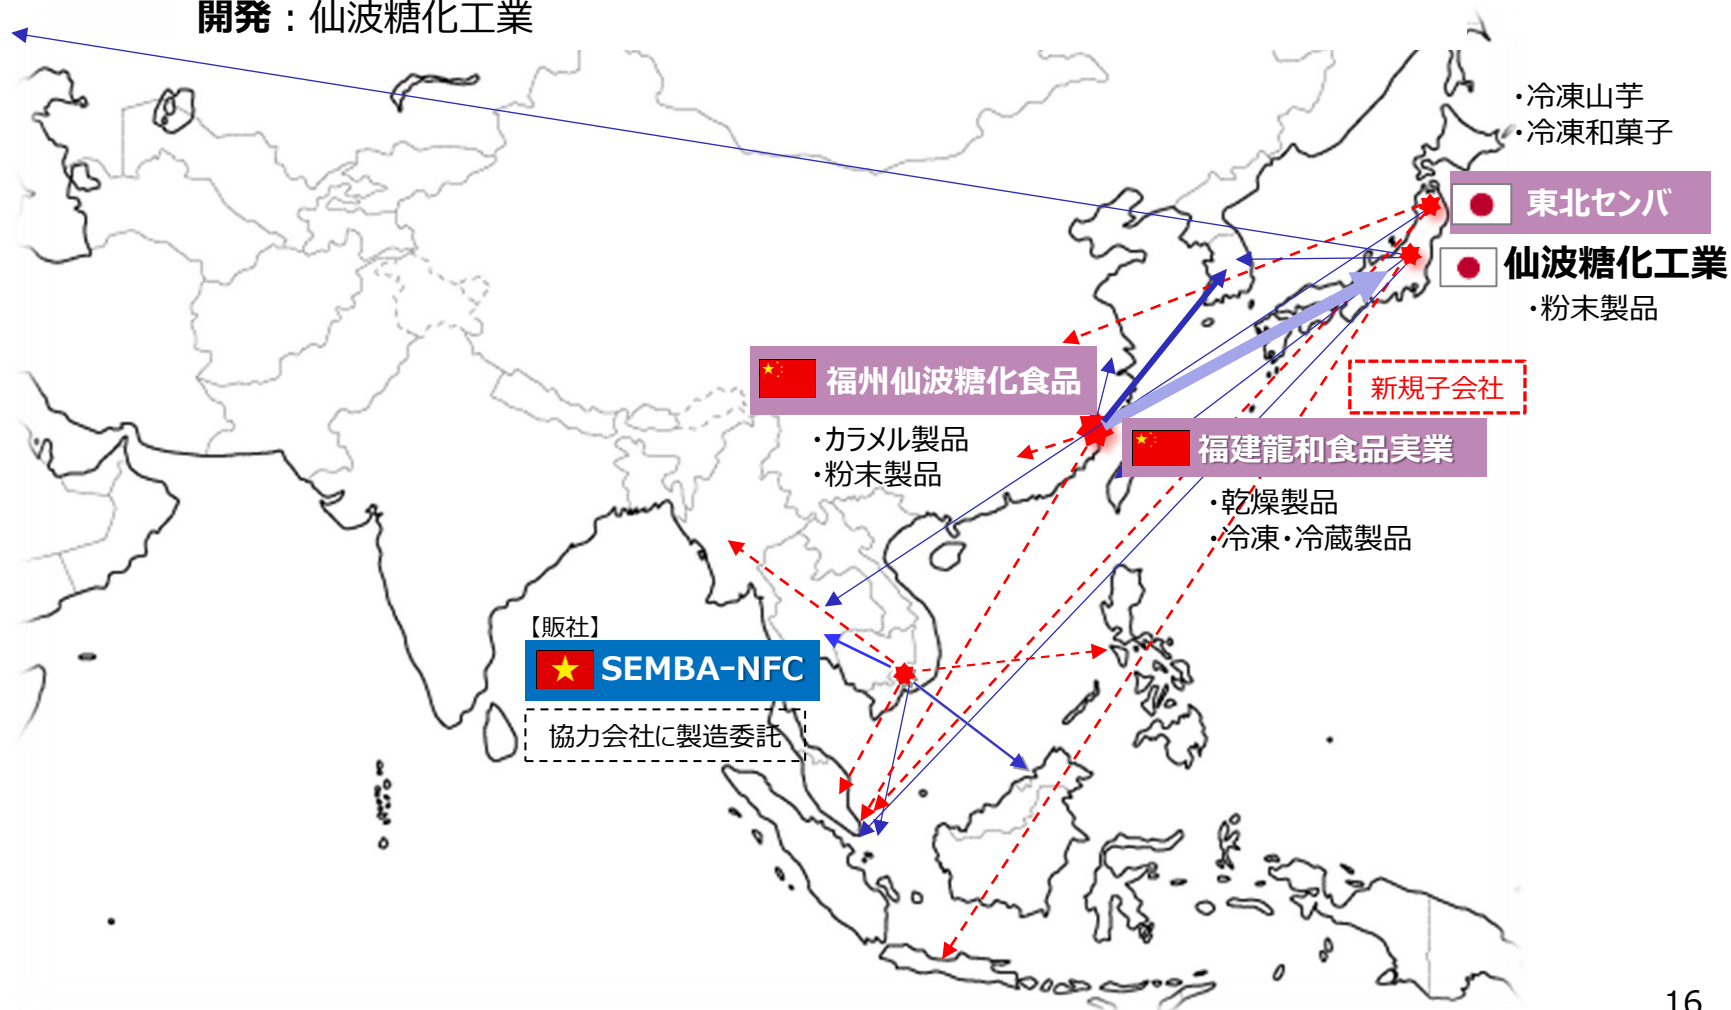 開発：仙波糖化工業
・冷凍山芋
・冷凍和菓子
東北センバ
仙波糖化工業
・粉末製品
福州仙波糖化食品
新規子会社
・カラメル製品
・粉末製品
福建龍和食品実業
・乾燥製品
・冷凍・冷蔵製品
【販社】
SEMBA-NFC
協力会社に製造委託
16